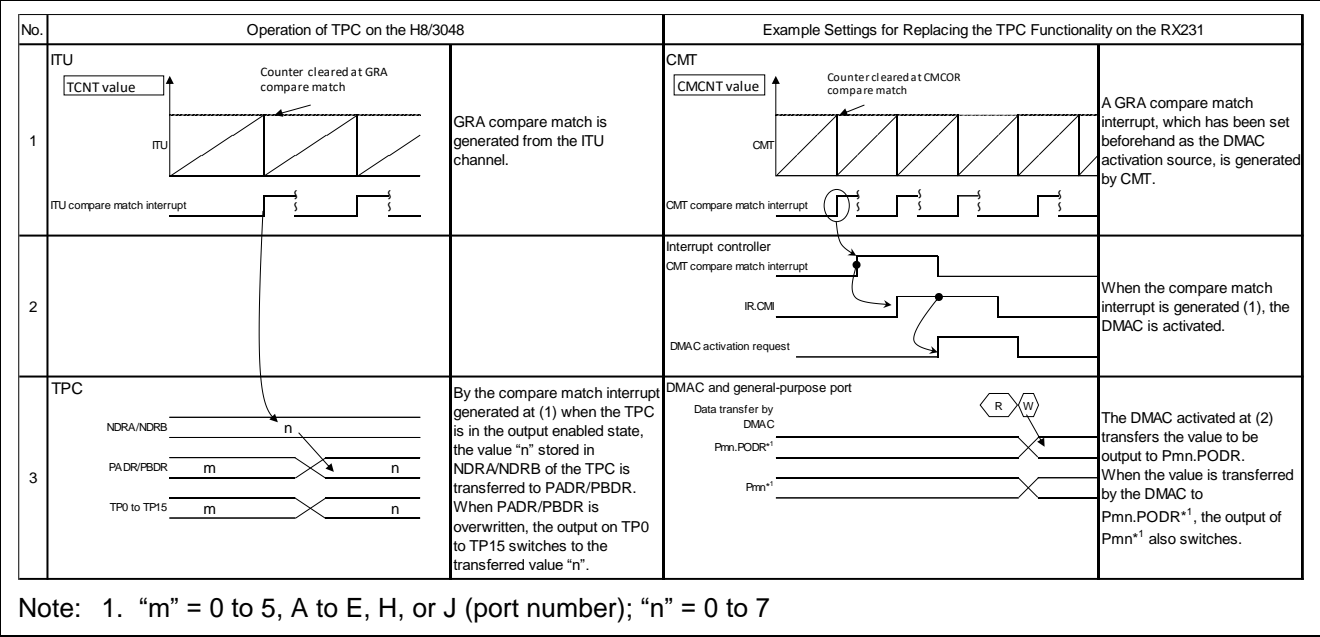 No.
Operation of TPC on the H8/3048
Example Settings for Replacing the TPC Functionality on the RX231
1
ITU
TCNT value
Counter cleared at GRA
compare match
ITU
ITU compare match interrupt
GRA compare match is
generated from the ITU
channel.
CMT
CMCNT value
Counter cleared at CMCOR
compare match
CMT
CMT compare match interrupt
A GRA compare match
interrupt, which has been set
beforehand as the DMAC
activation source, is generated
by CMT.
2
Interrupt controller
CMT compare match interrupt
IR.CMI
DMAC activation request
When the compare match
interrupt is generated (1), the
DMAC is activated.
3
TPC
NDRA/NDRB
n
PADR/PBDR
m n
TP0 to TP15
m n
By the compare match interrupt
generated at (1) when the TPC
is in the output enabled state,
the value “n” stored in
NDRA/NDRB of the TPC is
transferred to PADR/PBDR.
When PADR/PBDR is
overwritten, the output on TP0
to TP15 switches to the
transferred value “n”.
DMAC and general-purpose port
Data transfer by
DMAC
R W
Pmn.PODR*1
Pmn*1
The DMAC activated at (2)
transfers the value to be
output to Pmn.PODR.
When the value is transferred
by the DMAC to
Pmn.PODR*1, the output of
Pmn*1 also switches.
Note: 1. “m” = 0 to 5, A to E, H, or J (port number); “n” = 0 to 7